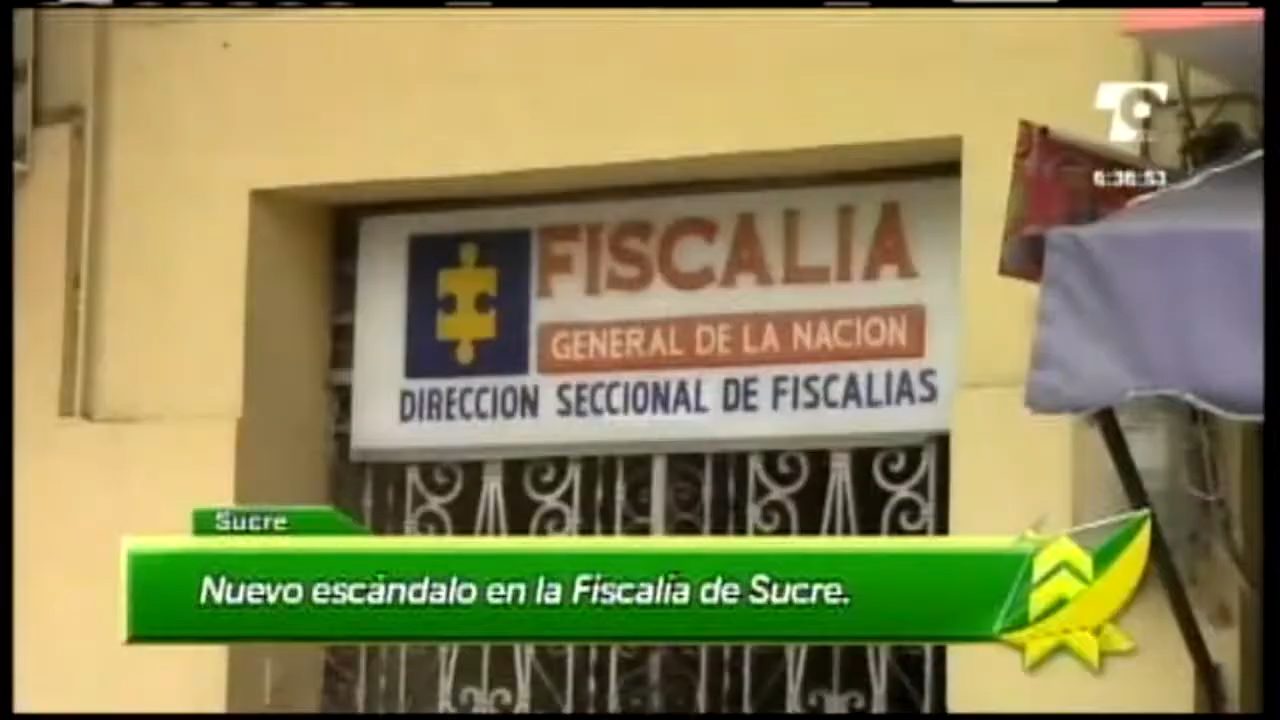 6:36:53
FISCALIA
GENERAL DE LA NACION
DIRECCION SECCIONAL DE FISCALIAS
Sucre
Nuevo escándalo en la Fiscalía de Sucre.